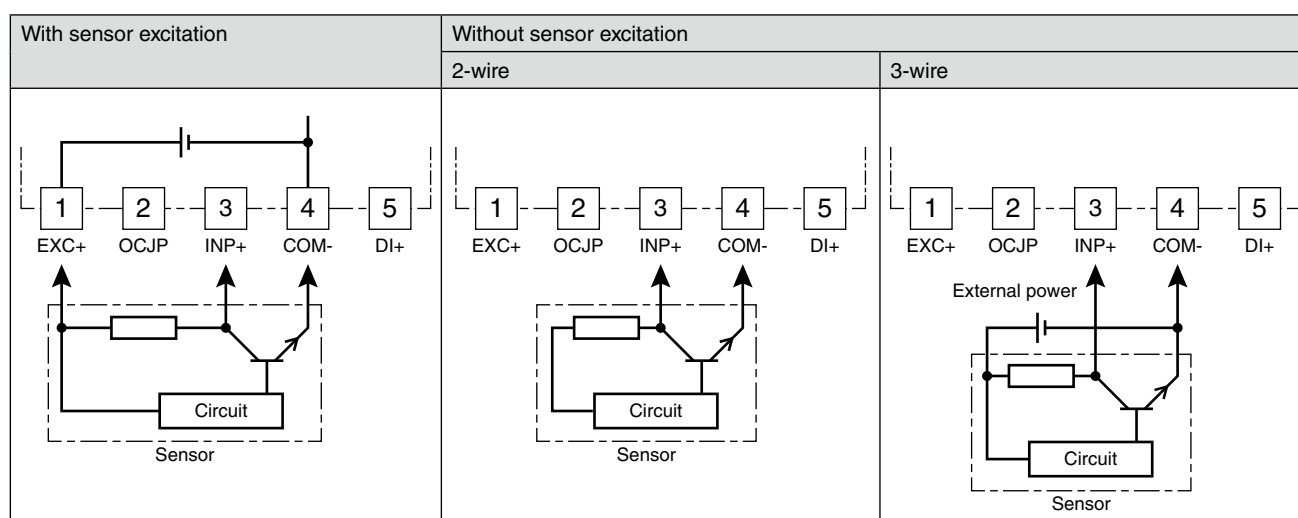 With sensor excitation
Without sensor excitation
2-wire
3-wire
1 2 3 4 5
EXC+ OCJP INP+ COM- DI+
Circuit
Sensor
1 2 3 4 5
EXC+ OCJP INP+ COM- DI+
Circuit
Sensor
1 2 3 4 5
EXC+ OCJP INP+ COM- DI+
External power
Circuit
Sensor